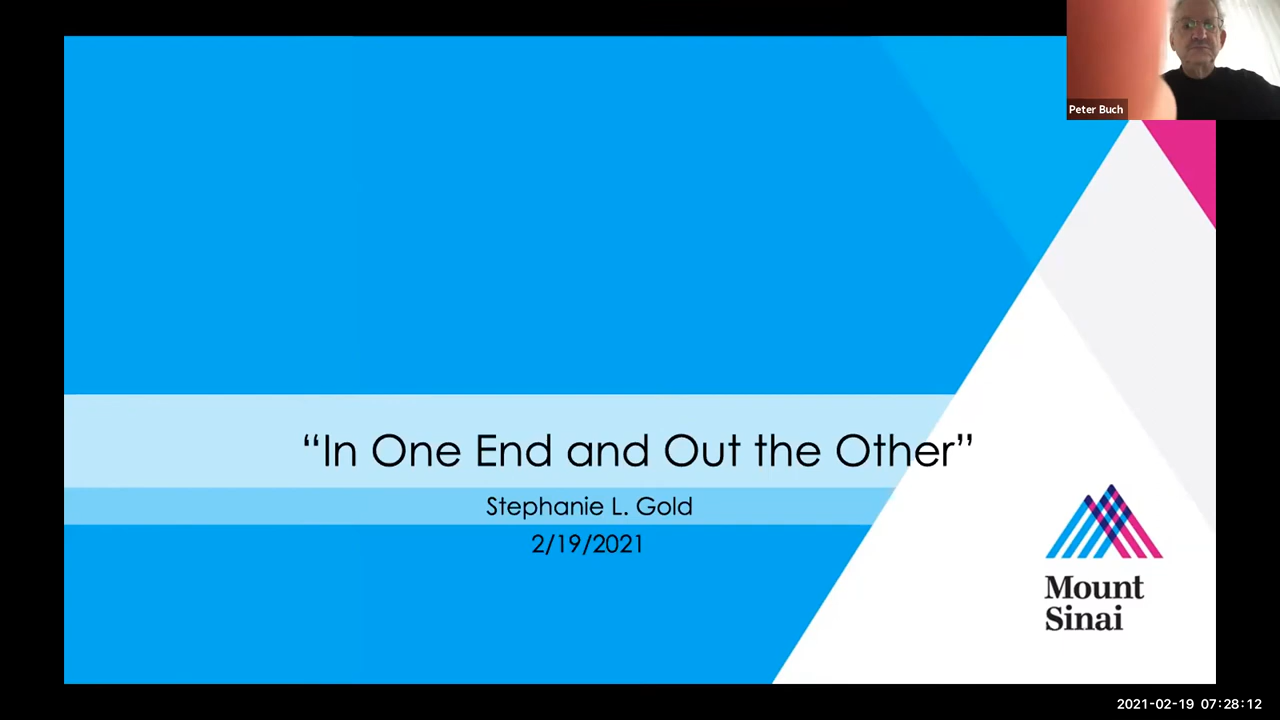 Peter Buch
“In One End and Out the Other”
Stephanie L. Gold
2/19/2021
Mount
Sinai
2021-02-19 07:28:12